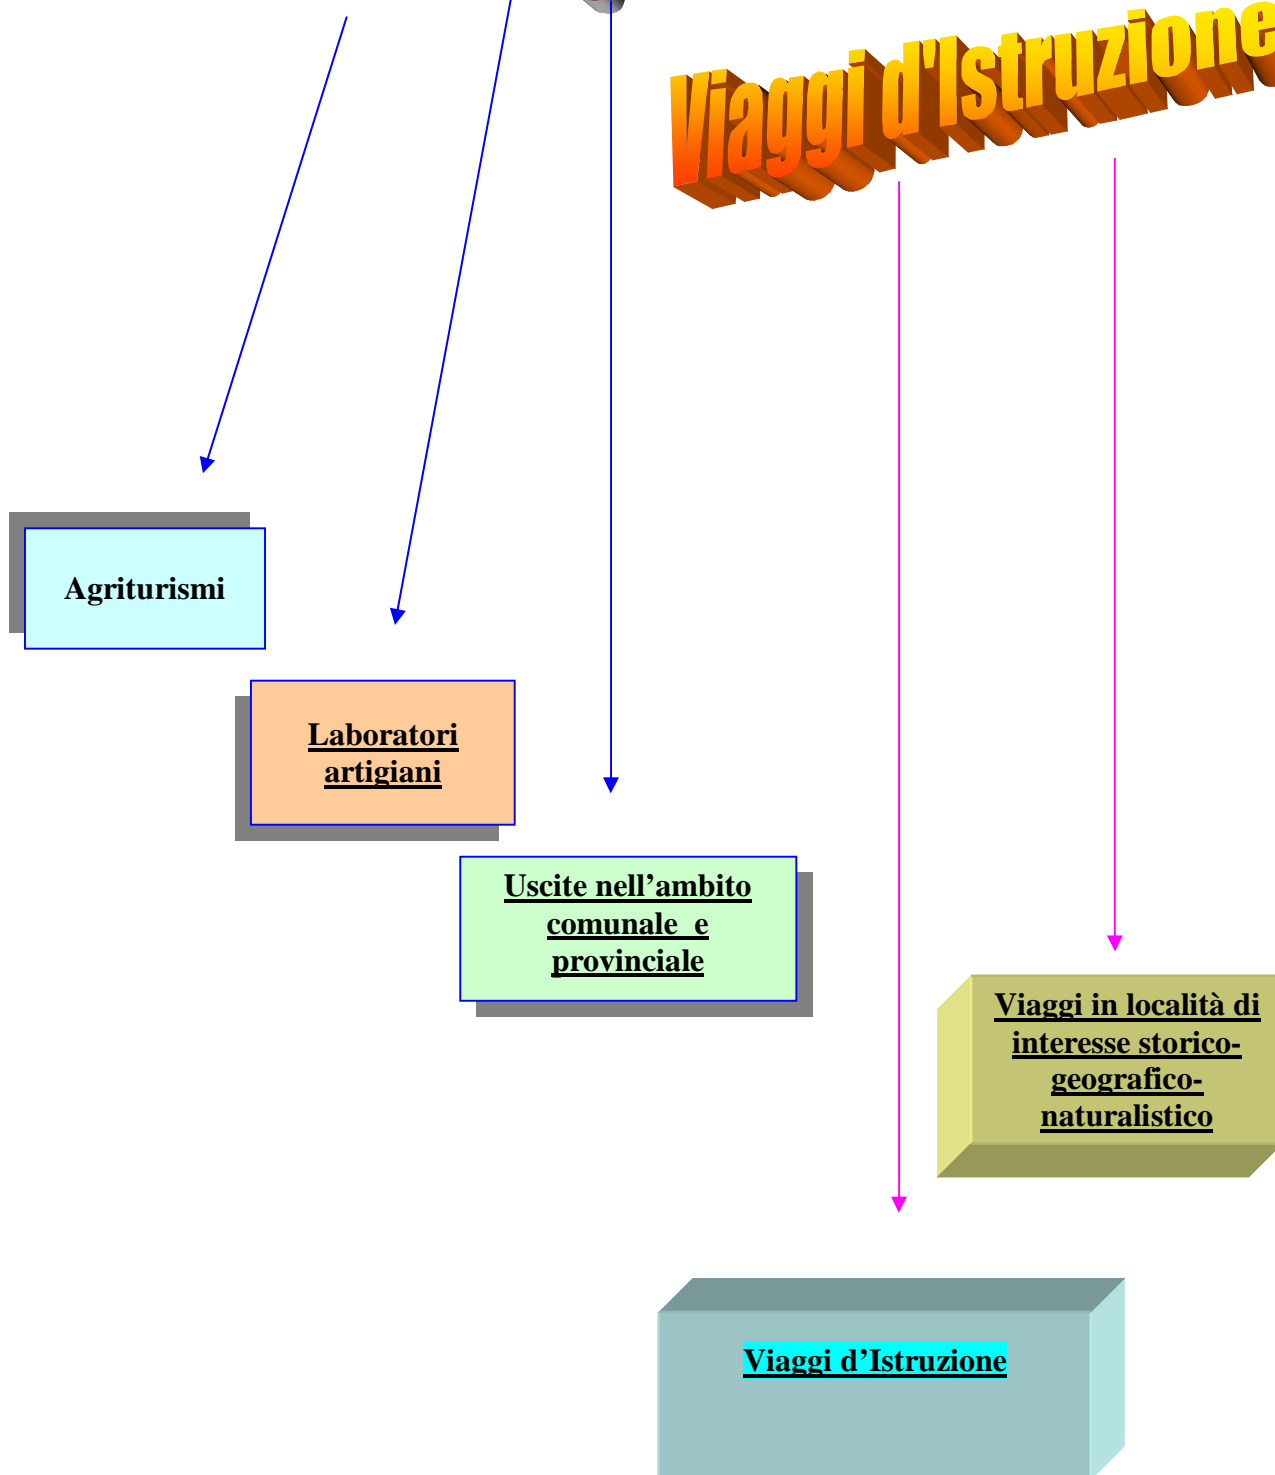 Viaggi d'Istruzione
Agriturismi
Laboratori
artigiani
Uscite nell’ambito
comunale e
provinciale
Viaggi in località di
interesse storico-
geografico-
naturalistico
Viaggi d’Istruzione